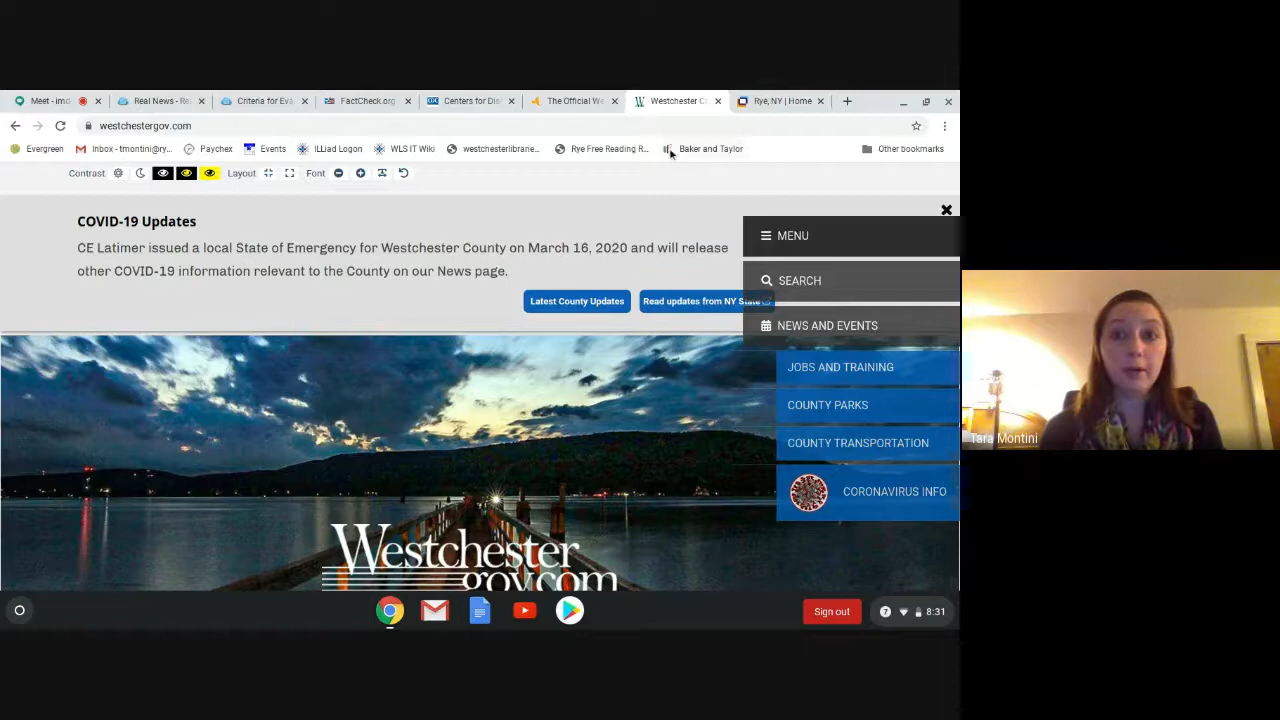 Meet - imd
Real News - Re
Criteria for Eva
FactCheck.org
Centers for Dis
The Official We
Westchester Co
Rye, NY | Home
westchestergov.com
Evergreen
Inbox - tmontini@ry...
Paychex
Events
ILLiad Logon
WLS IT Wiki
westchesterlibrarie...
Rye Free Reading R...
Baker and Taylor
Other bookmarks
Contrast
Layout
Font
COVID-19 Updates
CE Latimer issued a local State of Emergency for Westchester County on March 16, 2020 and will release
other COVID-19 information relevant to the County on our News page.
Latest County Updates
Read updates from NY State
MENU
SEARCH
NEWS AND EVENTS
JOBS AND TRAINING
COUNTY PARKS
COUNTY TRANSPORTATION
CORONAVIRUS INFO
Westchester
gov.com
Tara Montini
Sign out
7
8:31